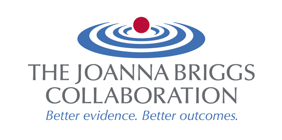 THE JOANNA BRIGGS
COLLABORATION
Better evidence. Better outcomes.